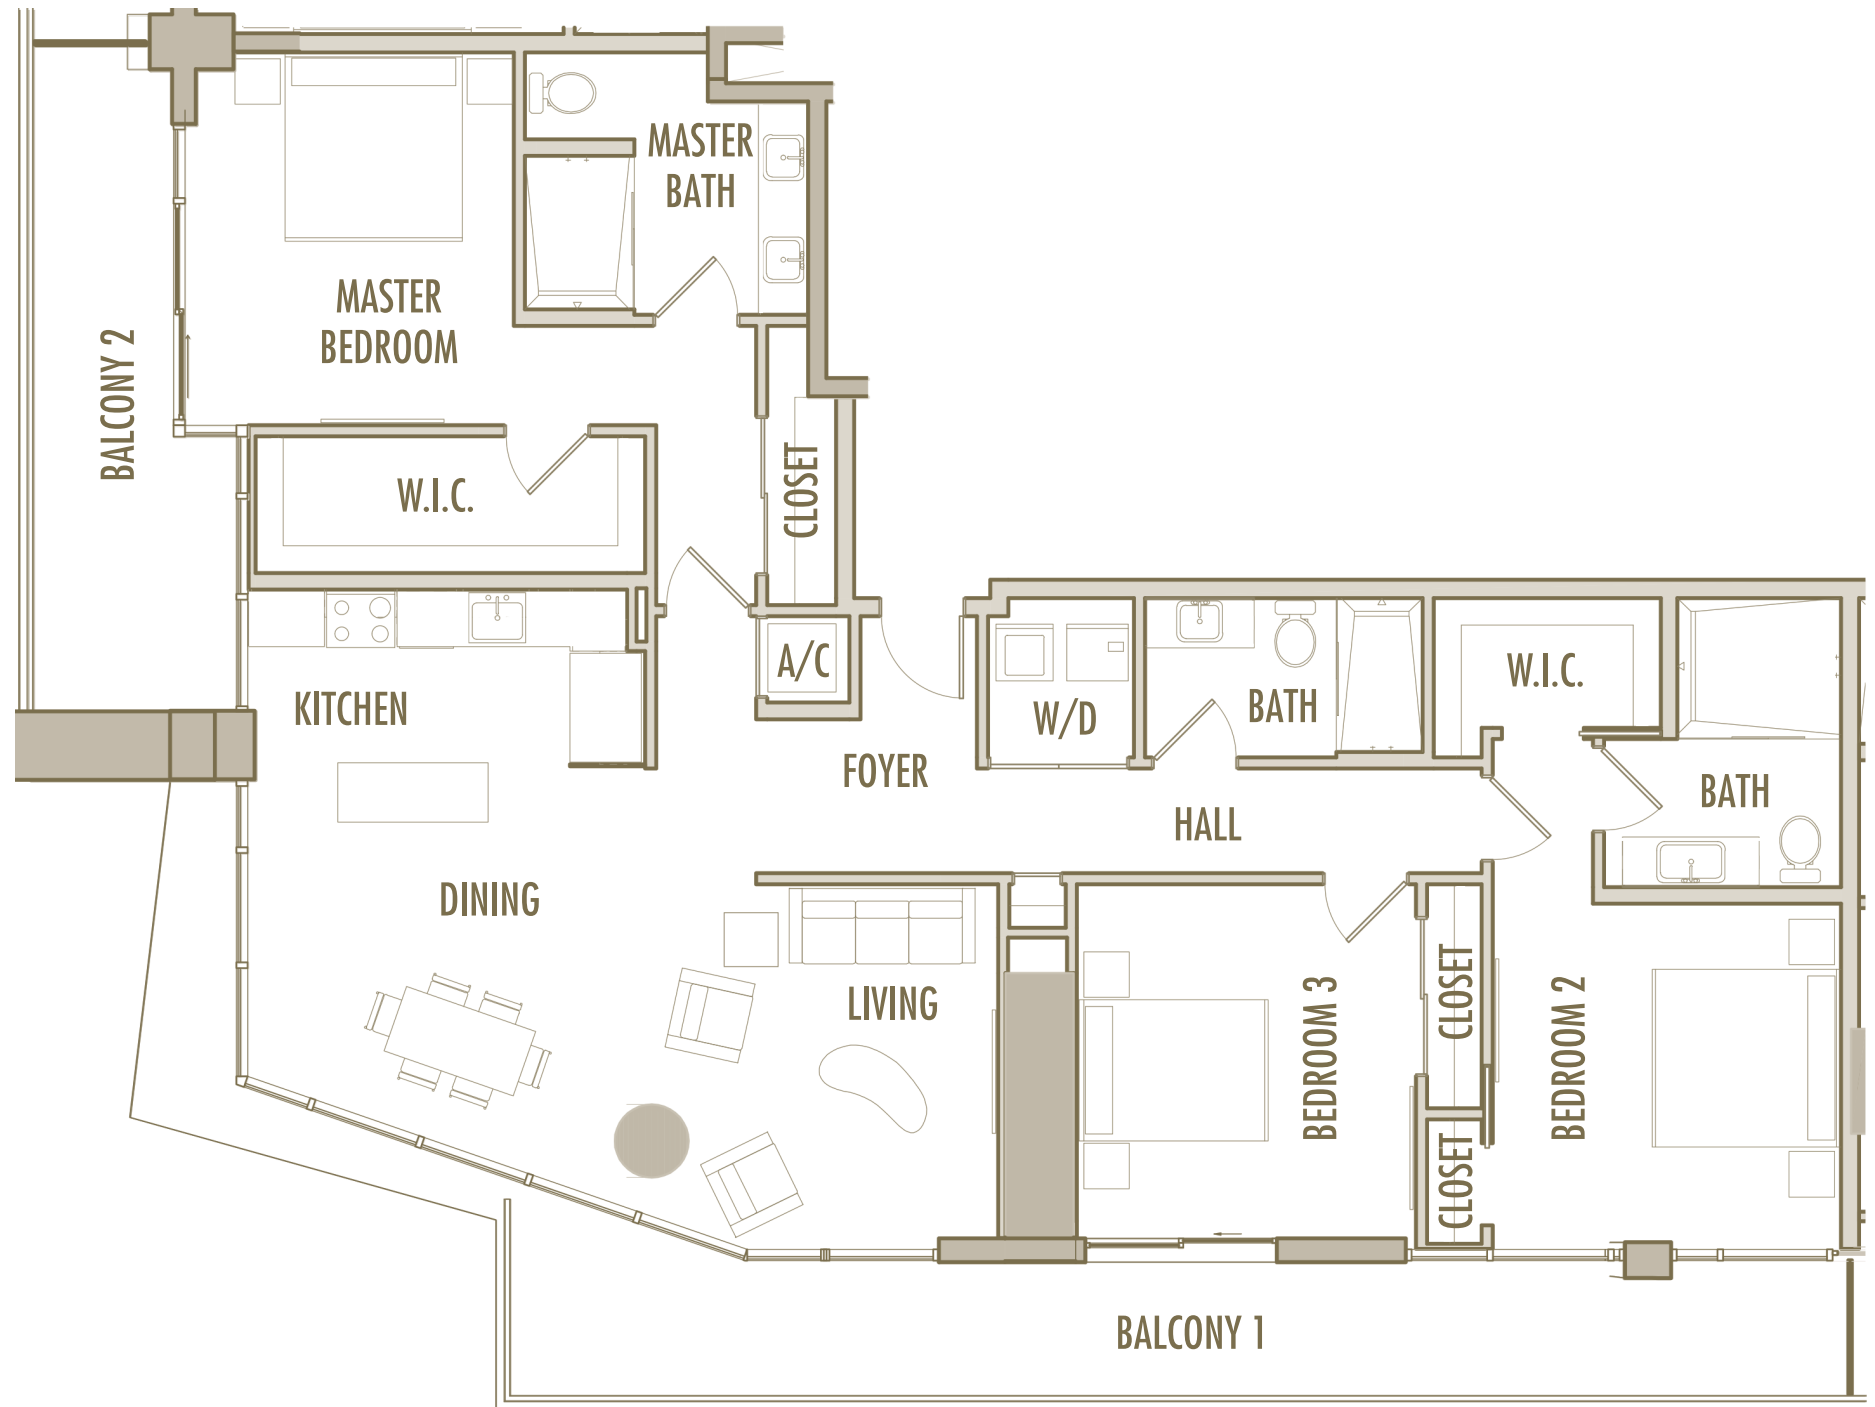 MASTER
BATH
MASTER
BEDROOM
BALCONY 2
W.I.C.
CLOSET
A/C
KITCHEN
W/D
BATH
W.I.C.
FOYER
HALL
BATH
DINING
LIVING
BEDROOM 3
CLOSET
BEDROOM 2
CLOSET
BALCONY 1